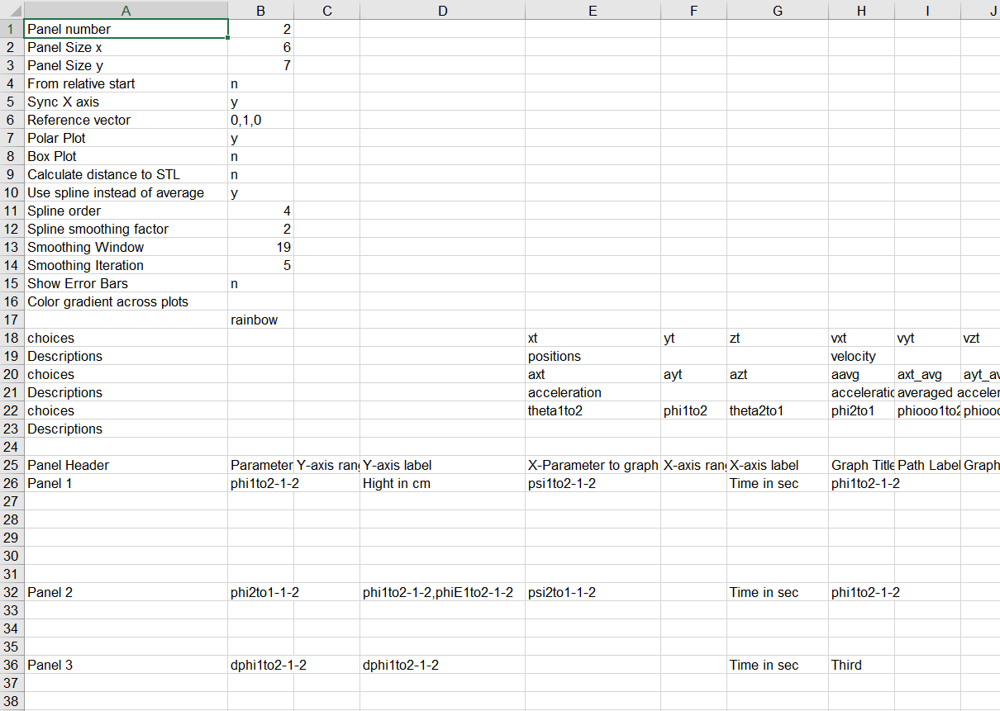 A B C D E F G H I J
1 Panel number 2
2 Panel Size x 6
3 Panel Size y 7
4 From relative start n
5 Sync X axis y
6 Reference vector 0,1,0
7 Polar Plot y
8 Box Plot n
9 Calculate distance to STL n
10 Use spline instead of average y
11 Spline order 4
12 Spline smoothing factor 2
13 Smoothing Window 19
14 Smoothing Iteration 5
15 Show Error Bars n
16 Color gradient across plots
17 rainbow
18 choices xt yt zt vxt vyt vzt
19 Descriptions positions velocity
20 choices axt ayt azt aavg axt_avg ayt_av
21 Descriptions acceleration acceleratio averaged acceler
22 choices theta1to2 phi1to2 theta2to1 phi2to1 phiooo1to2 phiooo
23 Descriptions
24
25 Panel Header Parameter Y-axis ran Y-axis label X-Parameter to graph X-axis ran X-axis label Graph Title Path Label Graph
26 Panel 1 phi1to2-1-2 Hight in cm psi1to2-1-2 Time in sec phi1to2-1-2
27
28
29
30
31
32 Panel 2 phi2to1-1-2 phi1to2-1-2,phiE1to2-1-2 psi2to1-1-2 Time in sec phi1to2-1-2
33
34
35
36 Panel 3 dphi1to2-1-2 dphi1to2-1-2 Time in sec Third
37
38